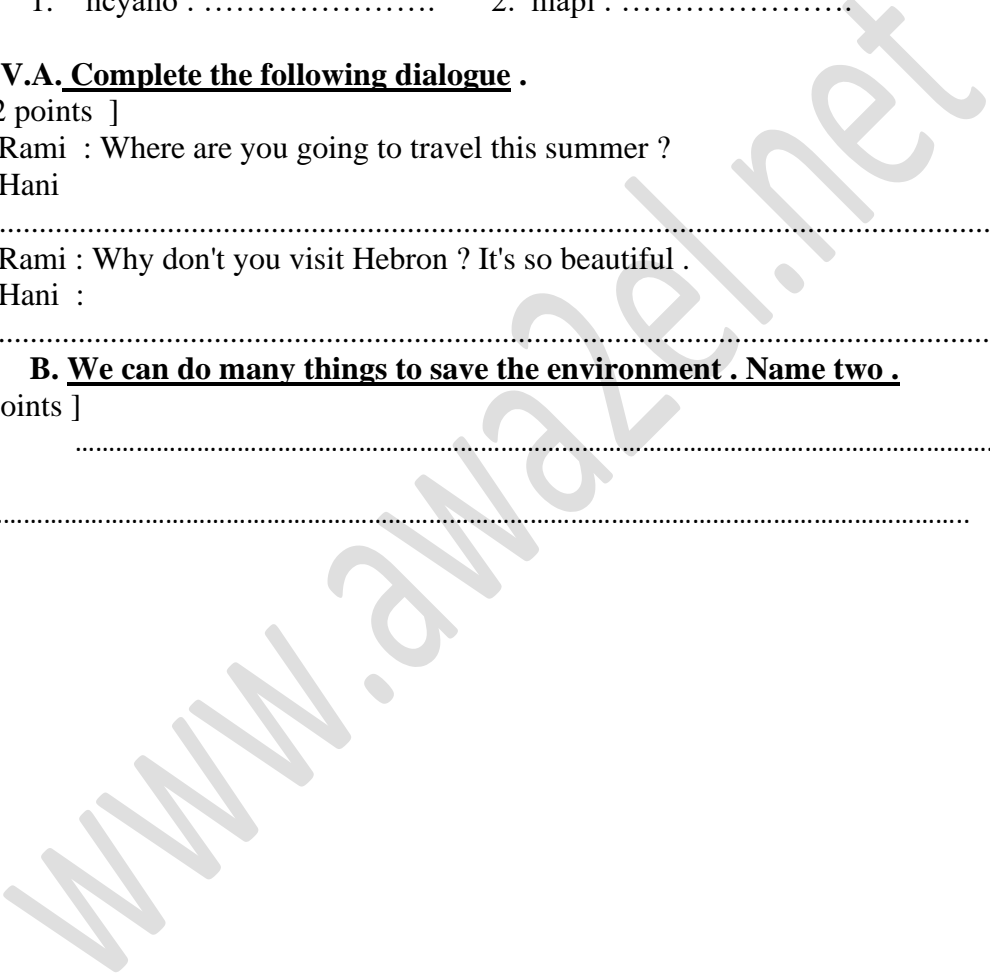 1. ncyano : ………………….  2. mapl : ………………….
V.A. Complete the following dialogue .
2 points ]
Rami : Where are you going to travel this summer ?
Hani
...............................................................................................................
Rami : Why don't you visit Hebron ? It's so beautiful .
Hani :
...............................................................................................................
B. We can do many things to save the environment . Name two .
oints ]
...............................................................................................................
...............................................................................................................
www.awa2el.net